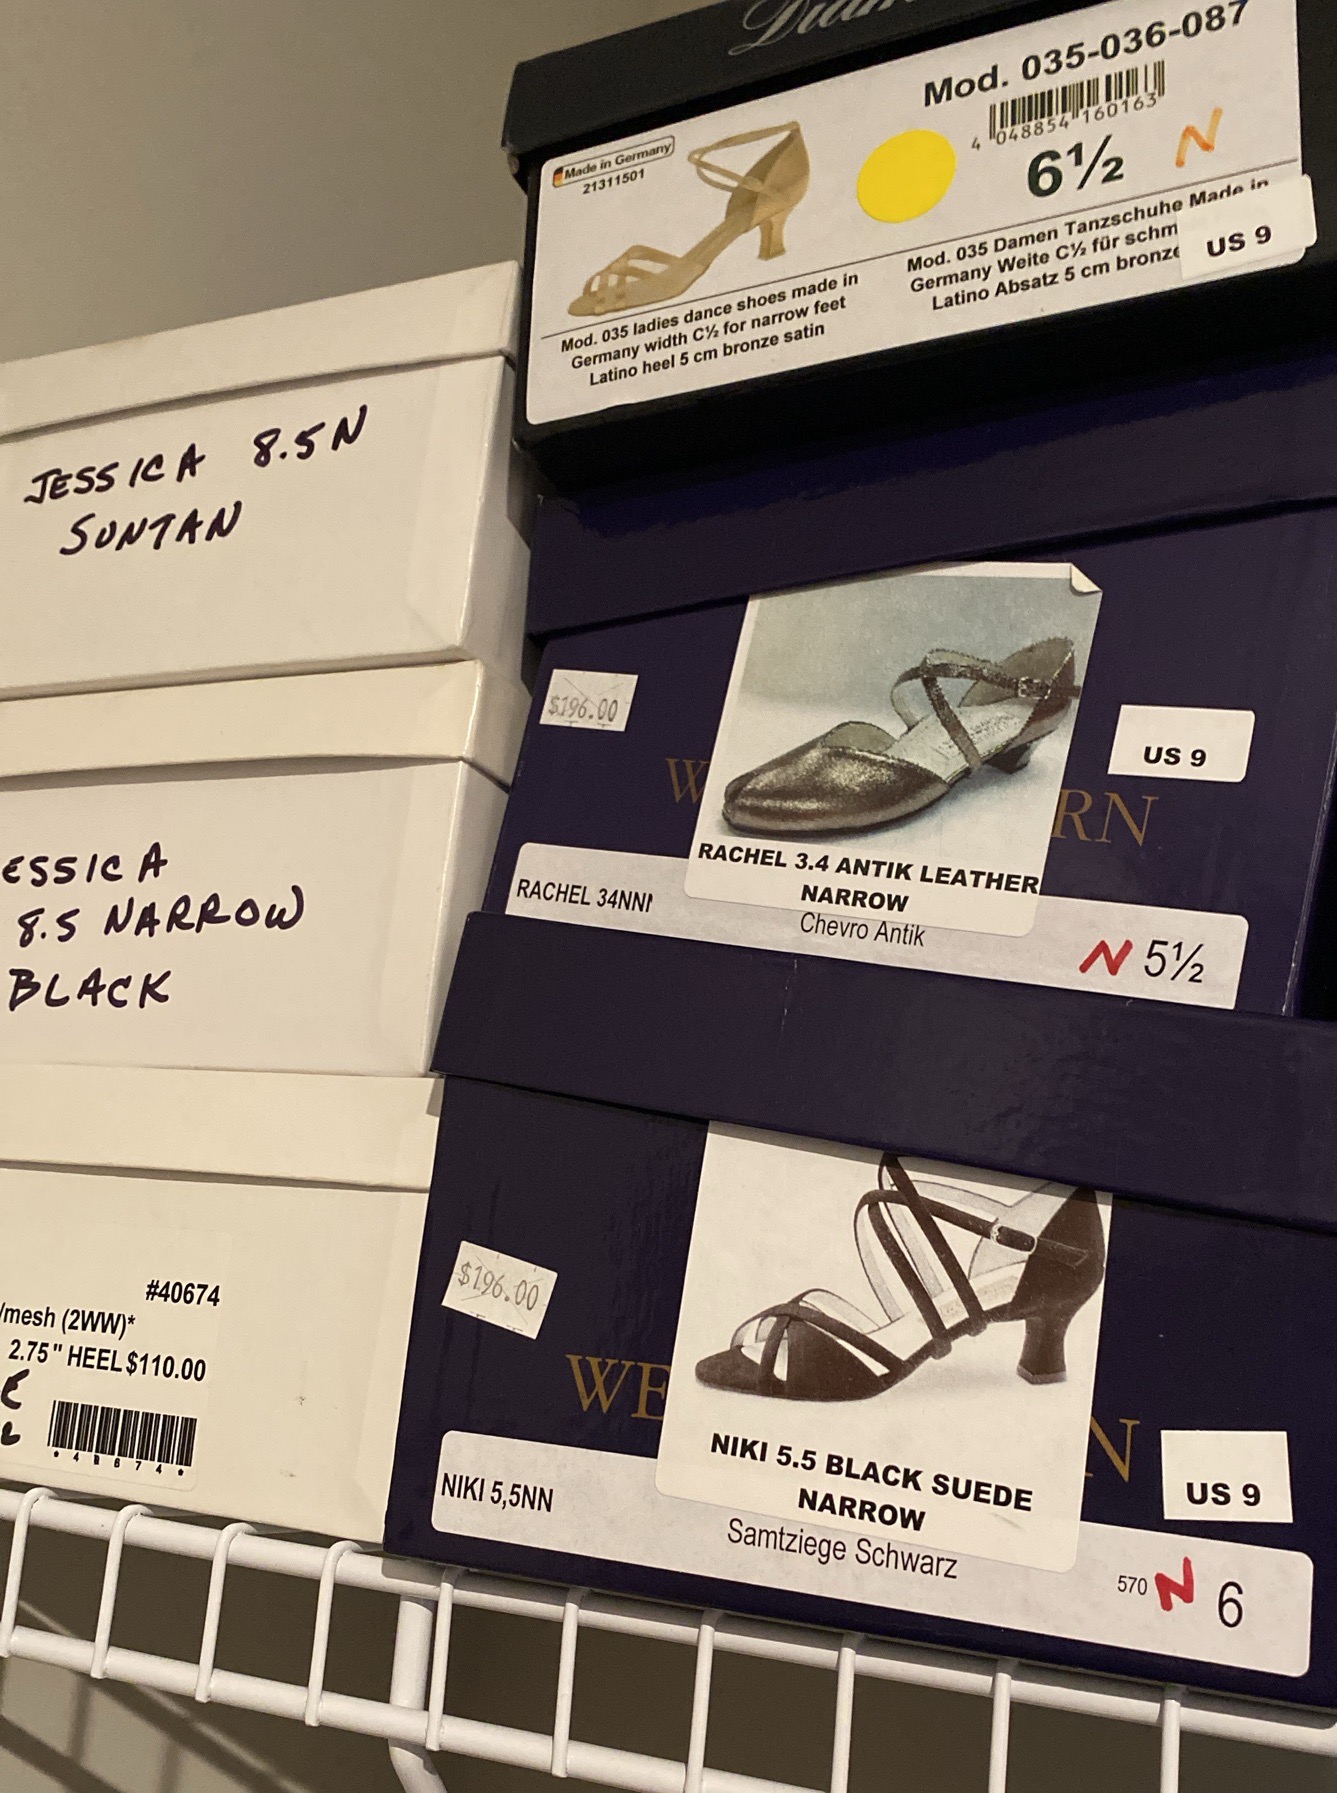 Mod. 035-036-087
4 048854 160163
Made in Germany
21311501
6½ N
Mod. 035 ladies dance shoes made in
Germany width C½ for narrow feet
Latino heel 5 cm bronze satin
Mod. 035 Damen Tanzschuhe Made in
Germany Weite C½ für
Latino Absatz 5 cm
US 9
JESSICA 8.5N
SUNTAN
$196.00
US 9
RACHEL 3.4 ANTIK LEATHER
NARROW
RACHEL 34NN
Chevro Antik
N 5½
ESSICA
8.5 NARROW
BLACK
#40674
/mesh (2WW)*
2.75" HEEL $110.00
$196.00
WE
N
NIKI 5.5 BLACK SUEDE
NARROW
US 9
NIKI 5,5NN
Samtziege Schwarz
570 N 6